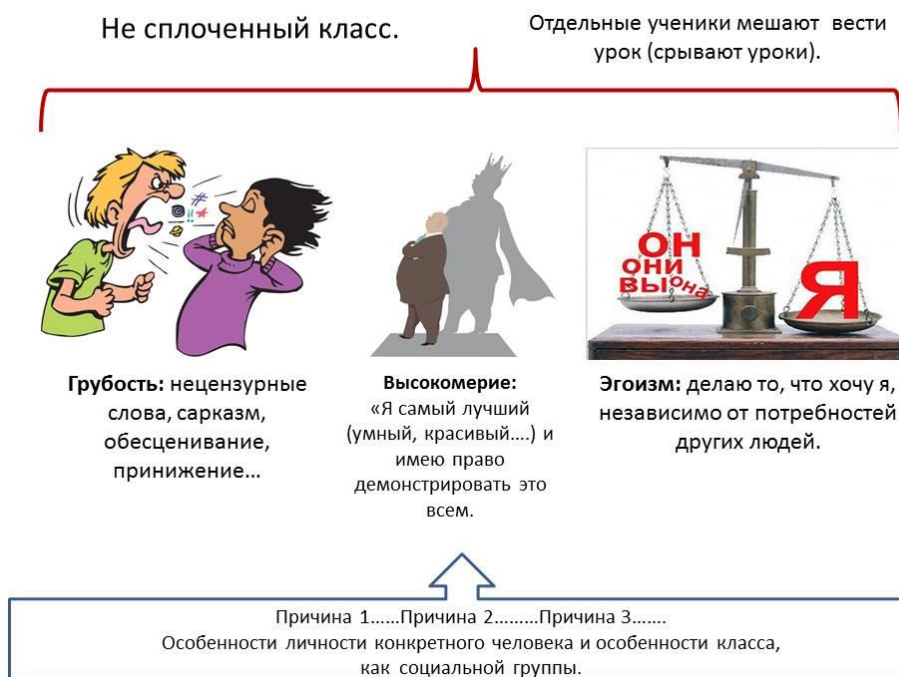 Не сплоченный класс.
Отдельные ученики мешают вести
урок (срывают уроки).
он
они
вы она
Я
Грубость: нецензурные
слова, сарказм,
обесценивание,
принижение...
Высокомерие:
«Я самый лучший
(умный, красивый....) и
имею право
демонстрировать это
всем.
Эгоизм: делаю то, что хочу я,
независимо от потребностей
других людей.
Причина 1......Причина 2.........Причина 3.......
Особенности личности конкретного человека и особенности класса,
как социальной группы.